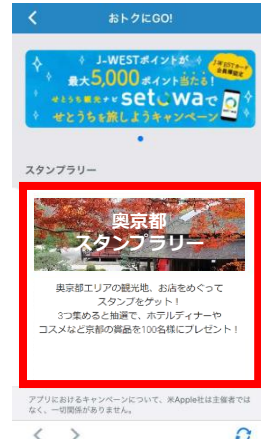 おトクにGO!
J-WESTポイントが
最大5,000ポイント当たる!
J-WESTカード
会員様限定
せとうち観光ナビ setowaで
せとうちを旅しようキャンペーン
スタンプラリー
奥京都
スタンプラリー
奥京都エリアの観光地、お店をめぐって
スタンプをゲット!
3つ集めると抽選で、ホテルディナーや
コスメなど京都の賞品を100名様にプレゼント!
アプリにおけるキャンペーンについて、米Apple社は主催者では
なく、一切関係がありません。